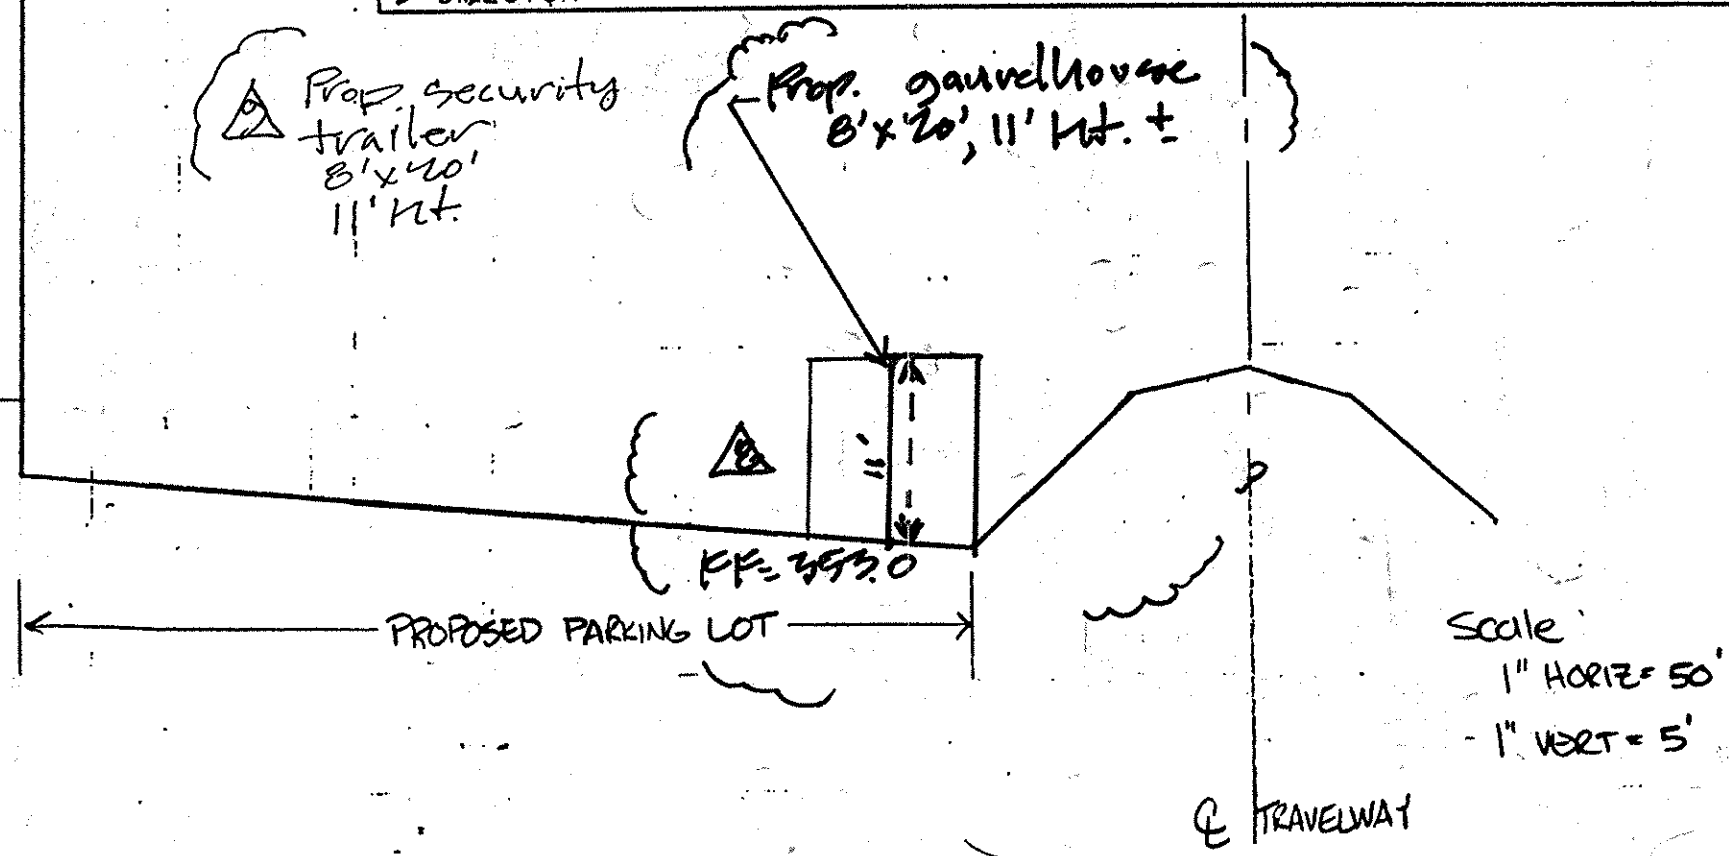 Prop. security
trailer
8'x20'
11' Ht.
Prop. guardhouse
8'x20', 11' Ht. ±
11'
FF= 353.0
PROPOSED PARKING LOT
Scale
1" HORIZ= 50'
1" VERT= 5'
℄ TRAVELWAY